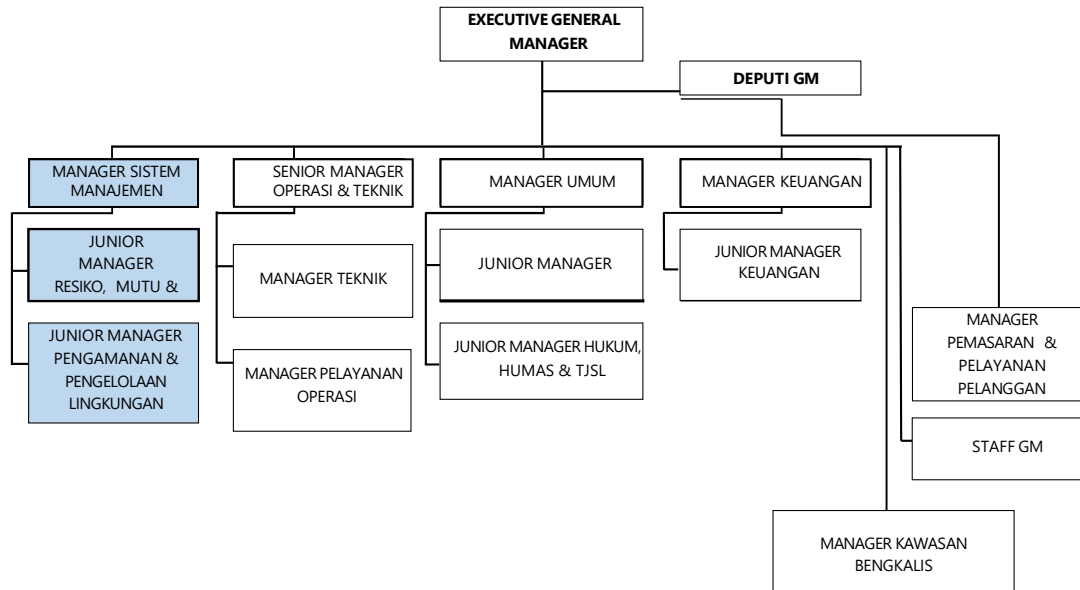 EXECUTIVE GENERAL
MANAGER
DEPUTI GM
MANAGER SISTEM
MANAJEMEN
SENIOR MANAGER
OPERASI & TEKNIK
MANAGER UMUM
MANAGER KEUANGAN
JUNIOR
MANAGER
RESIKO, MUTU &
MANAGER TEKNIK
JUNIOR MANAGER
JUNIOR MANAGER
KEUANGAN
JUNIOR MANAGER
PENGAMANAN &
PENGELOLAAN
LINGKUNGAN
MANAGER PELAYANAN
OPERASI
JUNIOR MANAGER HUKUM,
HUMAS & TJSL
MANAGER
PEMASARAN &
PELAYANAN
PELANGGAN
STAFF GM
MANAGER KAWASAN
BENGKALIS